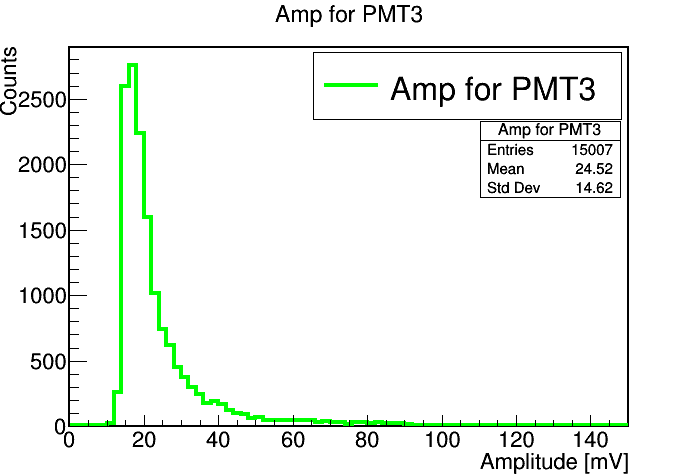 Amp for PMT3
Counts
Amp for PMT3
Amp for PMT3
Entries 15007
Mean 24.52
Std Dev 14.62
2500
2000
1500
1000
500
0
0 20 40 60 80 100 120 140
Amplitude [mV]